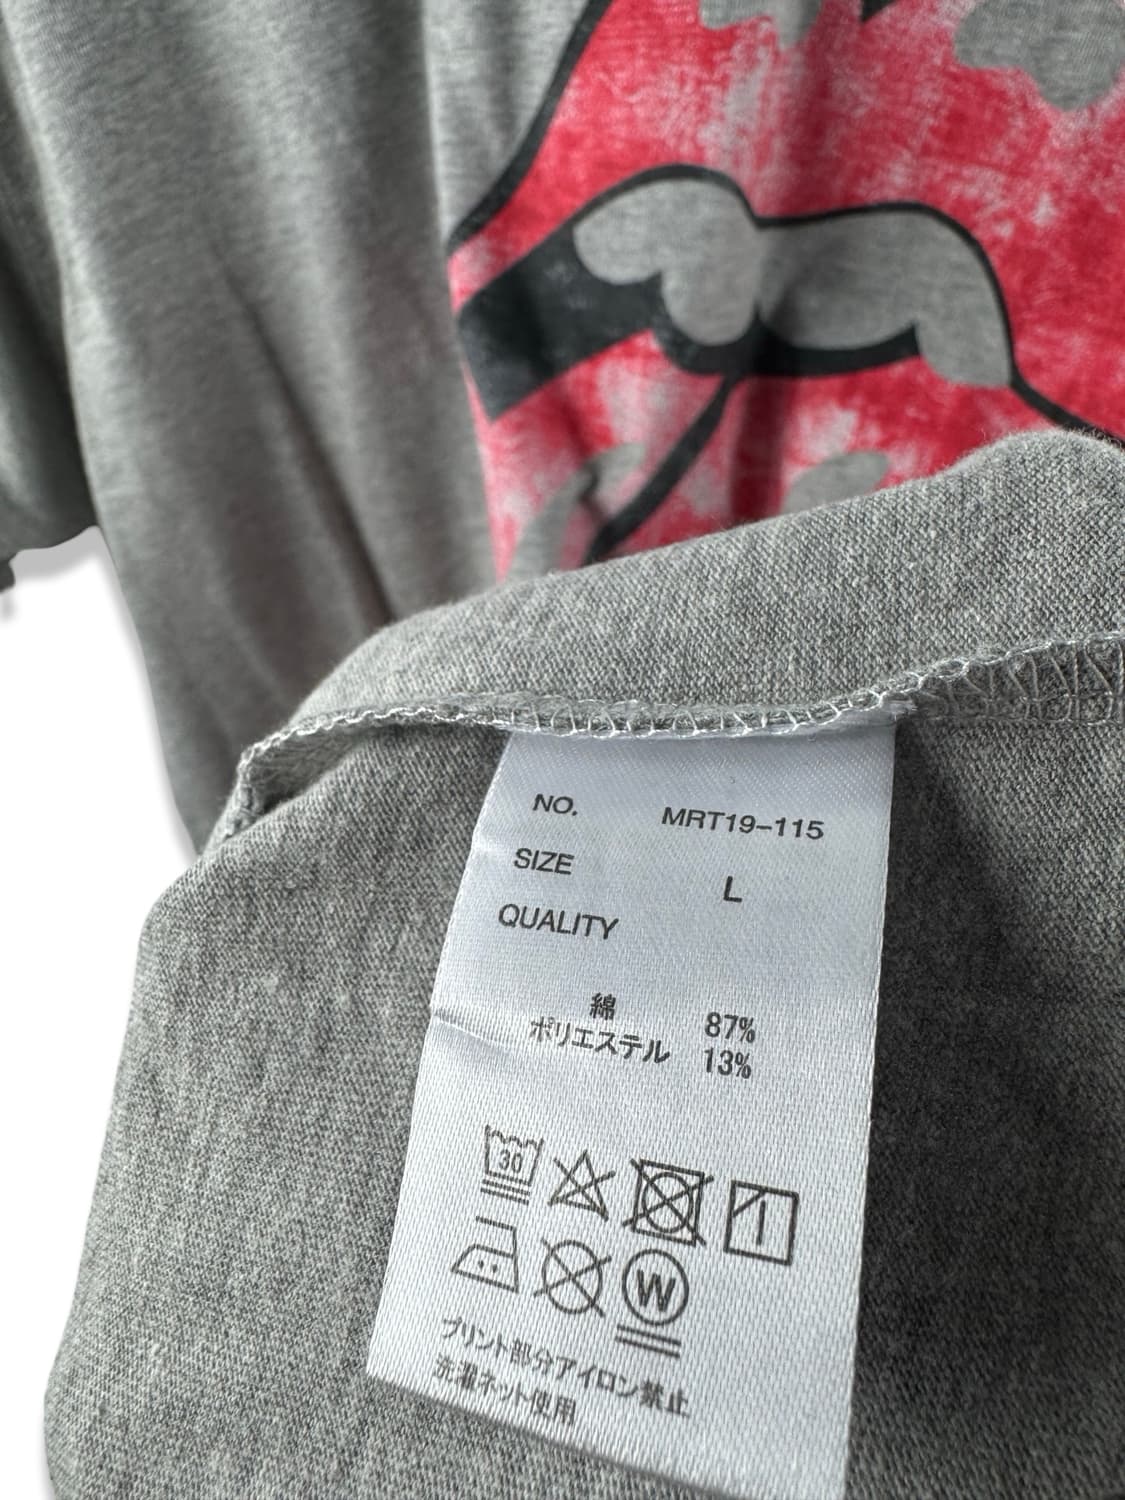 NO. MRT19-115
SIZE L
QUALITY
綿 87%
ポリエステル 13%
30
W
プリント部分アイロン禁止
洗濯ネット使用